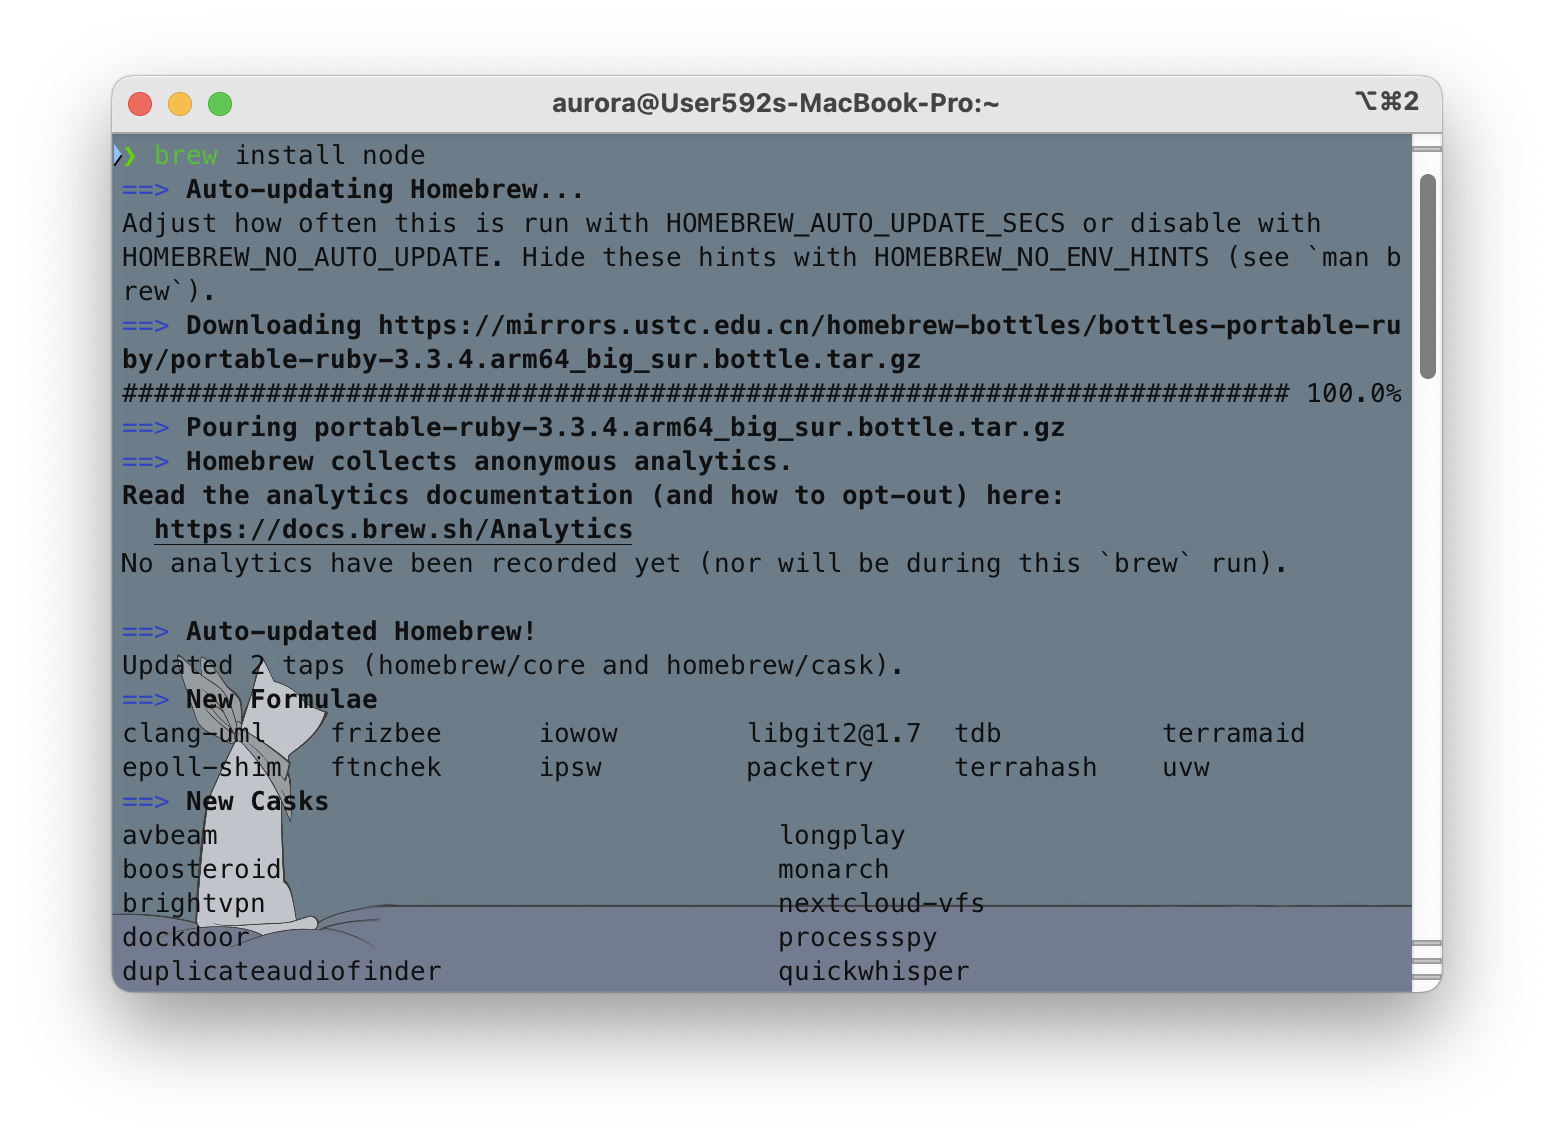 aurora@User592s-MacBook-Pro:~ ⌥⌘2
❯ brew install node
==> Auto-updating Homebrew...
Adjust how often this is run with HOMEBREW_AUTO_UPDATE_SECS or disable with
HOMEBREW_NO_AUTO_UPDATE. Hide these hints with HOMEBREW_NO_ENV_HINTS (see `man b
rew`).
==> Downloading https://mirrors.ustc.edu.cn/homebrew-bottles/bottles-portable-ru
by/portable-ruby-3.3.4.arm64_big_sur.bottle.tar.gz
######################################################################### 100.0%
==> Pouring portable-ruby-3.3.4.arm64_big_sur.bottle.tar.gz
==> Homebrew collects anonymous analytics.
Read the analytics documentation (and how to opt-out) here:
  https://docs.brew.sh/Analytics
No analytics have been recorded yet (nor will be during this `brew` run).
==> Auto-updated Homebrew!
Updated 2 taps (homebrew/core and homebrew/cask).
==> New Formulae
clang-uml    frizbee      iowow        libgit2@1.7  tdb          terramaid
epoll-shim   ftnchek      ipsw         packetry     terrahash    uvw
==> New Casks
avbeam                                   longplay
boosteroid                               monarch
brightvpn                                nextcloud-vfs
dockdoor                                 processspy
duplicateaudiofinder                     quickwhisper